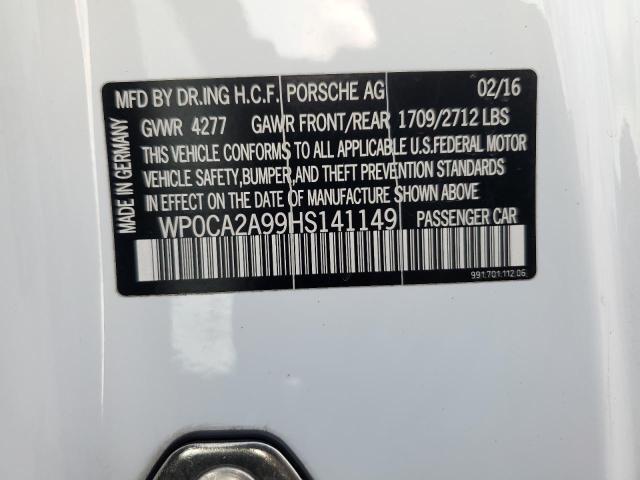 MFD BY DR.ING H.C.F. PORSCHE AG 02/16
GVWR 4277 GAWR FRONT/REAR 1709/2712 LBS
THIS VEHICLE CONFORMS TO ALL APPLICABLE U.S.FEDERAL MOTOR
VEHICLE SAFETY,BUMPER,AND THEFT PREVENTION STANDARDS
IN EFFECT ON THE DATE OF MANUFACTURE SHOWN ABOVE.
WP0CA2A99HS141149 PASSENGER CAR
991.701.112.06
MADE IN GERMANY